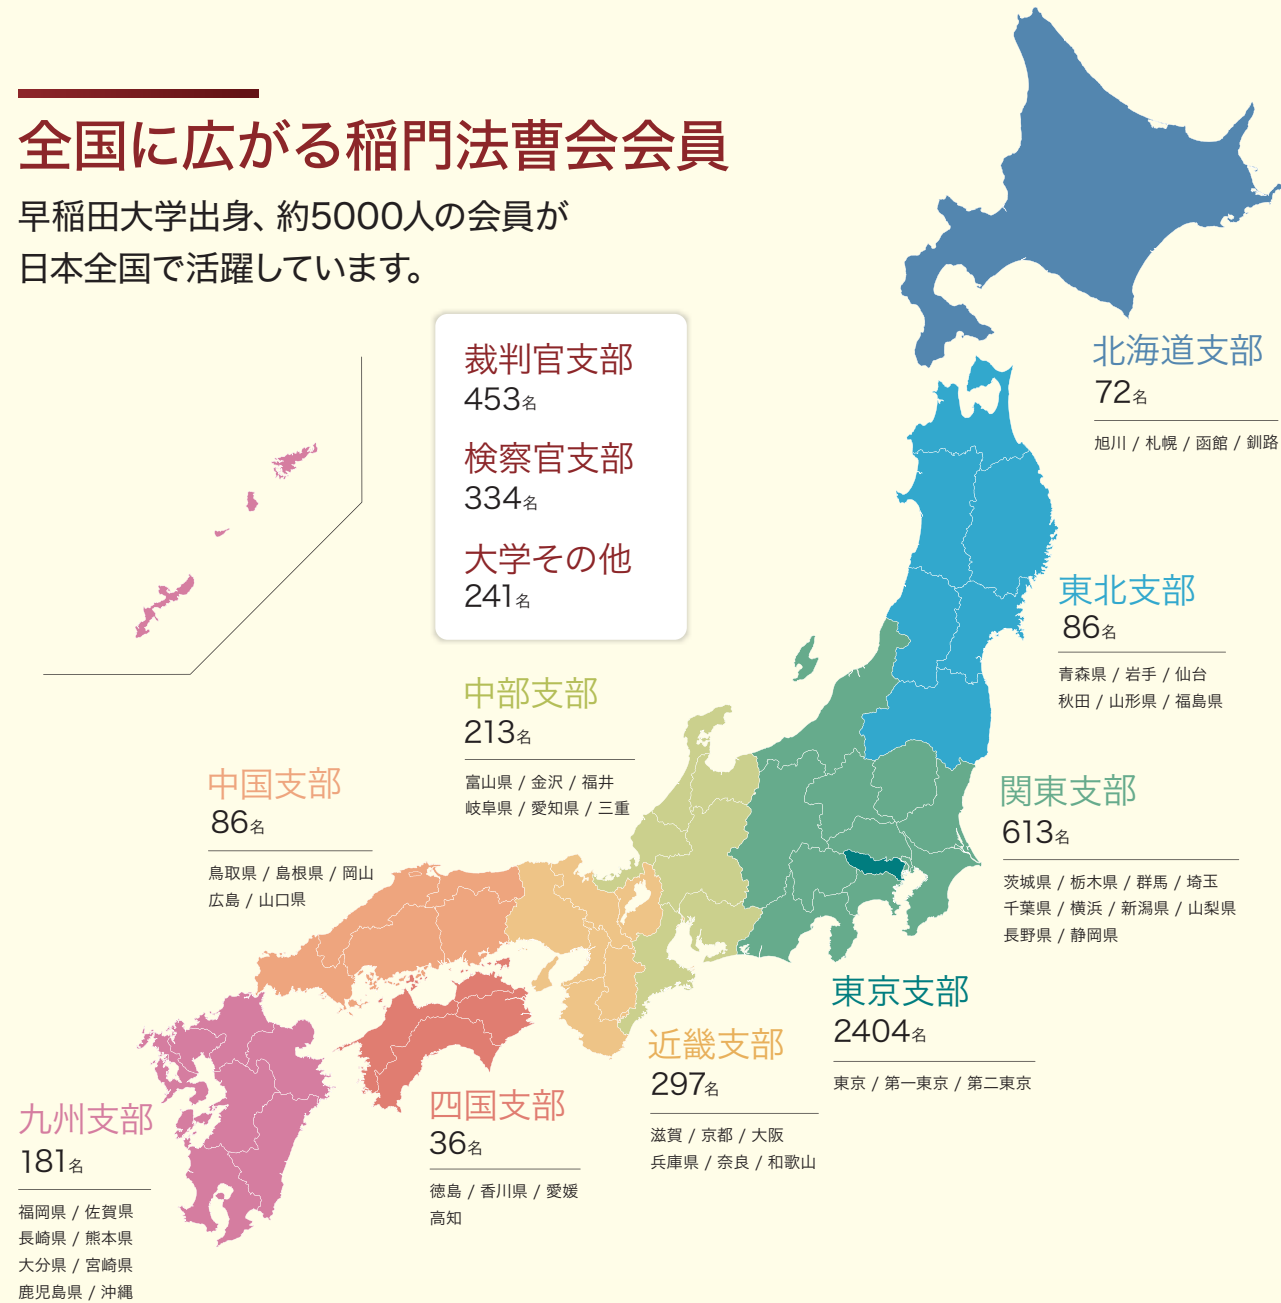 全国に広がる稲門法曹会会員
早稲田大学出身、約5000人の会員が
日本全国で活躍しています。
裁判官支部
453名
検察官支部
334名
大学その他
241名
北海道支部
72名
旭川 / 札幌 / 函館 / 釧路
東北支部
86名
青森県 / 岩手 / 仙台
秋田 / 山形県 / 福島県
中部支部
213名
富山県 / 金沢 / 福井
岐阜県 / 愛知県 / 三重
中国支部
86名
鳥取県 / 島根県 / 岡山
広島 / 山口県
関東支部
613名
茨城県 / 栃木県 / 群馬 / 埼玉
千葉県 / 横浜 / 新潟県 / 山梨県
長野県 / 静岡県
東京支部
2404名
東京 / 第一東京 / 第二東京
近畿支部
297名
滋賀 / 京都 / 大阪
兵庫県 / 奈良 / 和歌山
四国支部
36名
徳島 / 香川県 / 愛媛
高知
九州支部
181名
福岡県 / 佐賀県
長崎県 / 熊本県
大分県 / 宮崎県
鹿児島県 / 沖縄